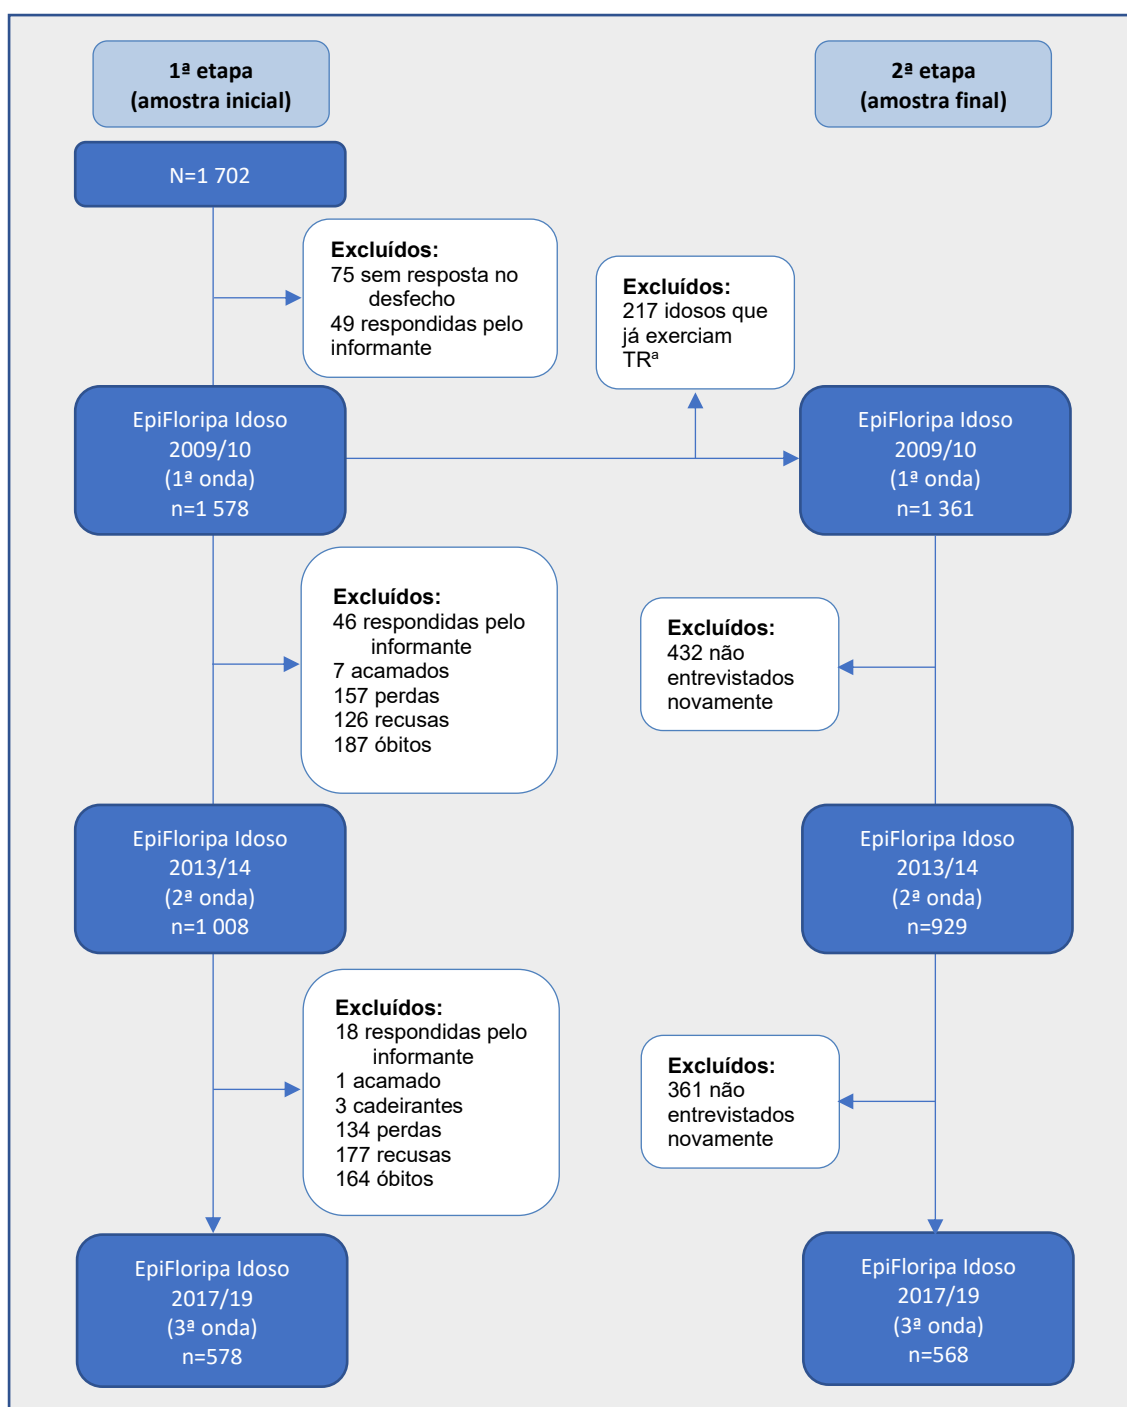 1ª etapa
(amostra inicial)
2ª etapa
(amostra final)
N=1 702
Excluídos:
75 sem resposta no
desfecho
49 respondidas pelo
informante
Excluídos:
217 idosos que
já exerciam
TRª
EpiFloripa Idoso
2009/10
(1ª onda)
n=1 578
EpiFloripa Idoso
2009/10
(1ª onda)
n=1 361
Excluídos:
46 respondidas pelo
informante
7 acamados
157 perdas
126 recusas
187 óbitos
Excluídos:
432 não
entrevistados
novamente
EpiFloripa Idoso
2013/14
(2ª onda)
n=1 008
EpiFloripa Idoso
2013/14
(2ª onda)
n=929
Excluídos:
18 respondidas pelo
informante
1 acamado
3 cadeirantes
134 perdas
177 recusas
164 óbitos
Excluídos:
361 não
entrevistados
novamente
EpiFloripa Idoso
2017/19
(3ª onda)
n=578
EpiFloripa Idoso
2017/19
(3ª onda)
n=568